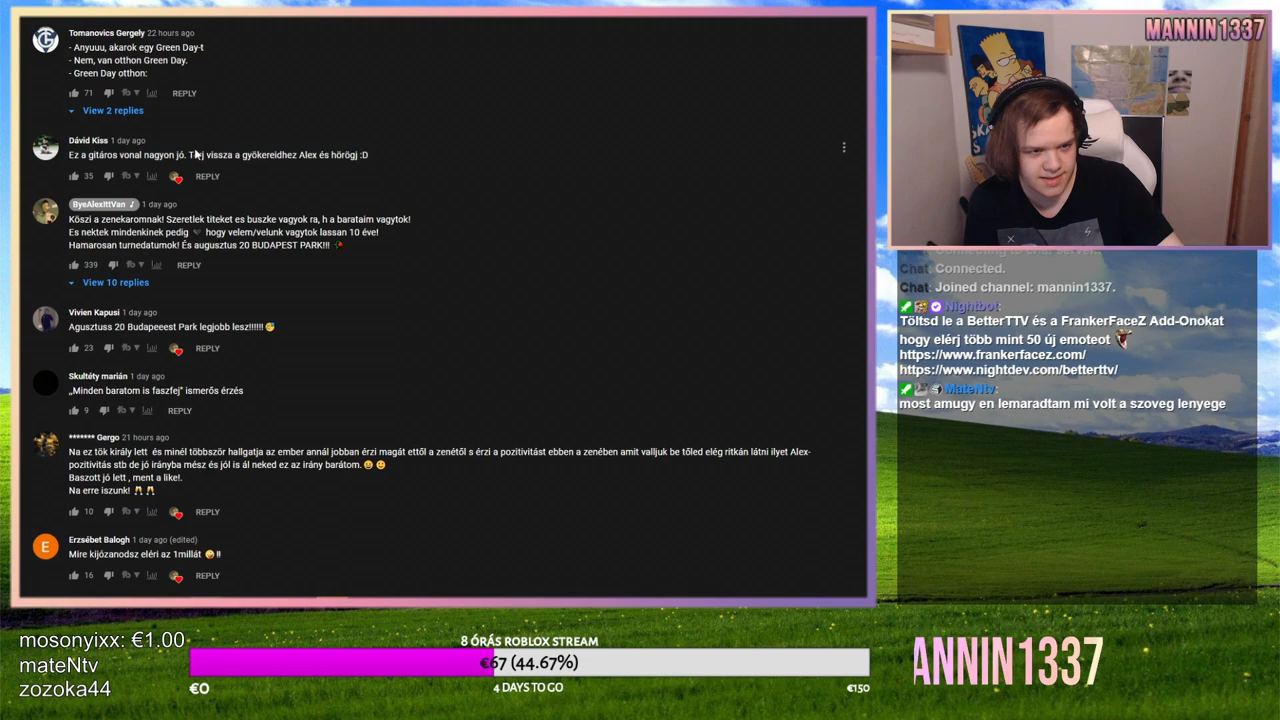 Tomanovics Gergely 22 hours ago
- Anyuuu, akarok egy Green Day-t
- Nem, van otthon Green Day.
- Green Day otthon:
71 REPLY
View 2 replies
Dávid Kiss 1 day ago
Ez a gitáros vonal nagyon jó. vissza a gyökereidhez Alex és hörögj :D
35 REPLY
ByeAlexIttVan 1 day ago
Köszi a zenekaromnak! Szeretlek titeket es buszke vagyok ra, h a barataim vagytok!
Es nektek mindenkinek pedig 🖤 hogy velem/velunk vagytok lassan 10 éve!
Hamarosan turnedatumok! És augusztus 20 BUDAPEST PARK!!! 🌹
339 REPLY
View 10 replies
Vivien Kapusi 1 day ago
Agusztuss 20 Budapeeest Park legjobb lesz!!!!!!
23 REPLY
Skultéty marián 1 day ago
„Minden baratom is faszfej" ismerős érzés
9 REPLY
******* Gergo 21 hours ago
Na ez tök király lett és minél többször hallgatja az ember annál jobban érzi magát ettől a zenétől s érzi a pozitivitást ebben a zenében amit valljuk be tőled elég ritkán látni ilyet Alex-
pozitivitás stb de jó irányba mész és jól is ál neked ez az irány barátom.
Baszott jó lett , ment a like!.
Na erre iszunk! 🥂 🥂
10 REPLY
E
Erzsébet Balogh 1 day ago (edited)
Mire kijózanodsz eléri az 1millát 🤪!!
16 REPLY
MANNIN1337
Chat: Connecting to chat server...
Chat: Connected.
Chat: Joined channel: mannin1337.
Nightbot:
Töltsd le a BetterTTV és a FrankerFaceZ Add-Onokat
hogy elérj több mint 50 új emoteot
https://www.frankerfacez.com/
https://www.nightdev.com/betterttv/
MateNtv:
most amugy en lemaradtam mi volt a szoveg lenyege
mosonyixx: €1.00
mateNtv
zozoka44
8 ÓRÁS ROBLOX STREAM
€67 (44.67%)
€0
4 DAYS TO GO
€150
ANNIN1337